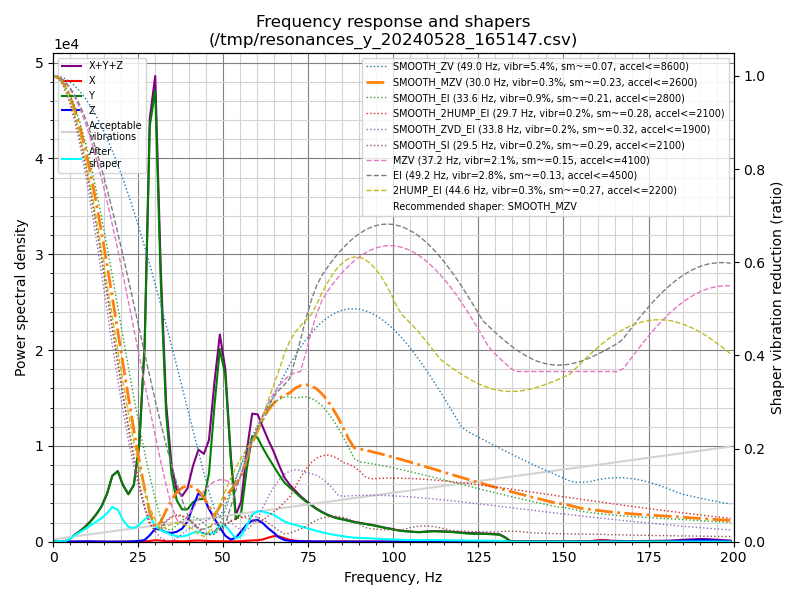 Frequency response and shapers
(/tmp/resonances_y_20240528_165147.csv)
1e4
X+Y+Z
X
Y
Z
Acceptable
vibrations
After
shaper
SMOOTH_ZV (49.0 Hz, vibr=5.4%, sm~=0.07, accel<=8600)
SMOOTH_MZV (30.0 Hz, vibr=0.3%, sm~=0.23, accel<=2600)
SMOOTH_EI (33.6 Hz, vibr=0.9%, sm~=0.21, accel<=2800)
SMOOTH_2HUMP_EI (29.7 Hz, vibr=0.2%, sm~=0.28, accel<=2100)
SMOOTH_ZVD_EI (33.8 Hz, vibr=0.2%, sm~=0.32, accel<=1900)
SMOOTH_SI (29.5 Hz, vibr=0.2%, sm~=0.29, accel<=2100)
MZV (37.2 Hz, vibr=2.1%, sm~=0.15, accel<=4100)
EI (49.2 Hz, vibr=2.8%, sm~=0.13, accel<=4500)
2HUMP_EI (44.6 Hz, vibr=0.3%, sm~=0.27, accel<=2200)
Recommended shaper: SMOOTH_MZV
5
4
3
2
1
0
Power spectral density
1.0
0.8
0.6
0.4
0.2
0.0
Shaper vibration reduction (ratio)
0 25 50 75 100 125 150 175 200
Frequency, Hz